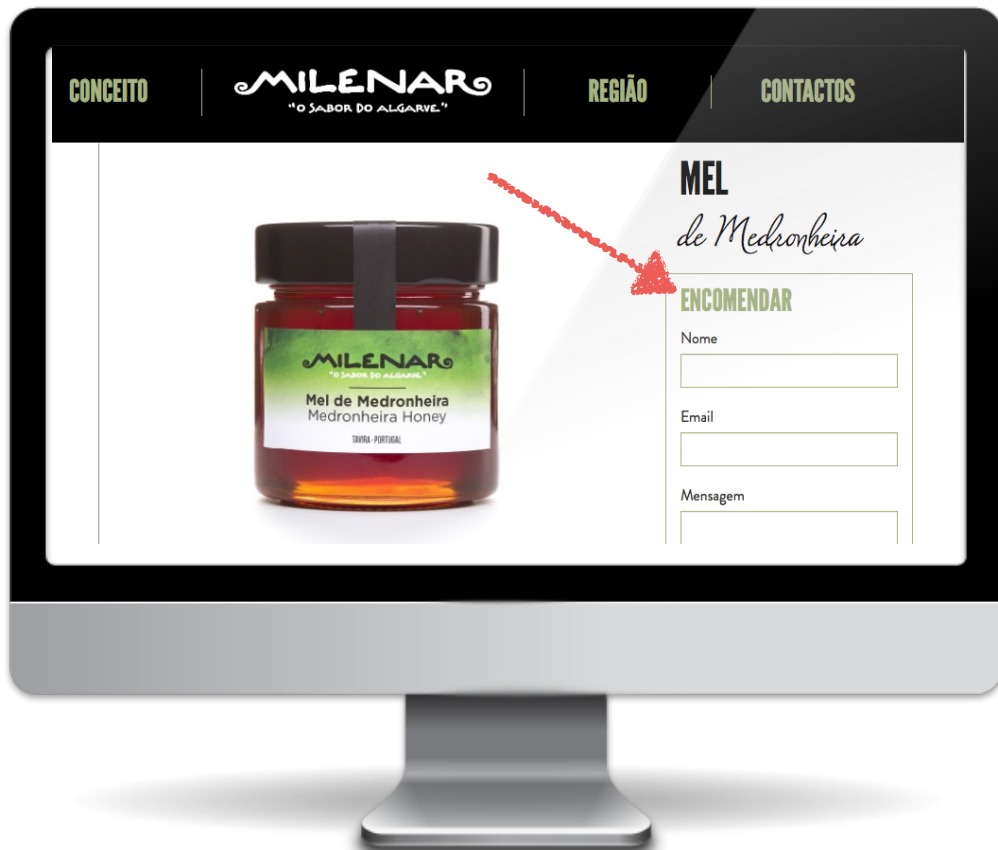 CONCEITO
MILENAR
"O SABOR DO ALGARVE"
REGIÃO
CONTACTOS
MEL
de Medronheira
ENCOMENDAR
Nome
Email
Mensagem
MILENAR
"O SABOR DO ALGARVE"
Mel de Medronheira
Medronheira Honey
TAVIRA - PORTUGAL